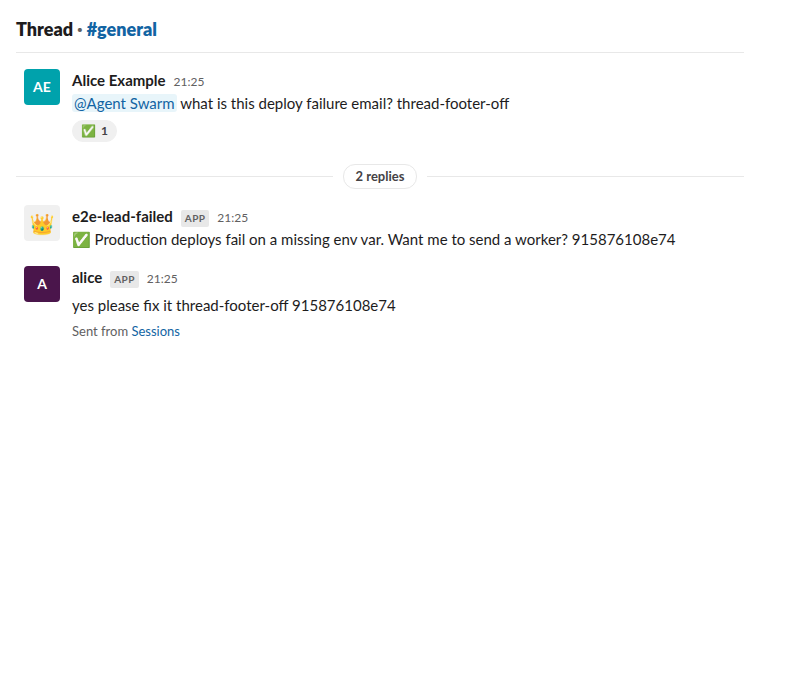 Thread • #general
AE
Alice Example 21:25
@Agent Swarm what is this deploy failure email? thread-footer-off
✅ 1
2 replies
e2e-lead-failed APP 21:25
✅ Production deploys fail on a missing env var. Want me to send a worker? 915876108e74
A
alice APP 21:25
yes please fix it thread-footer-off 915876108e74
Sent from Sessions